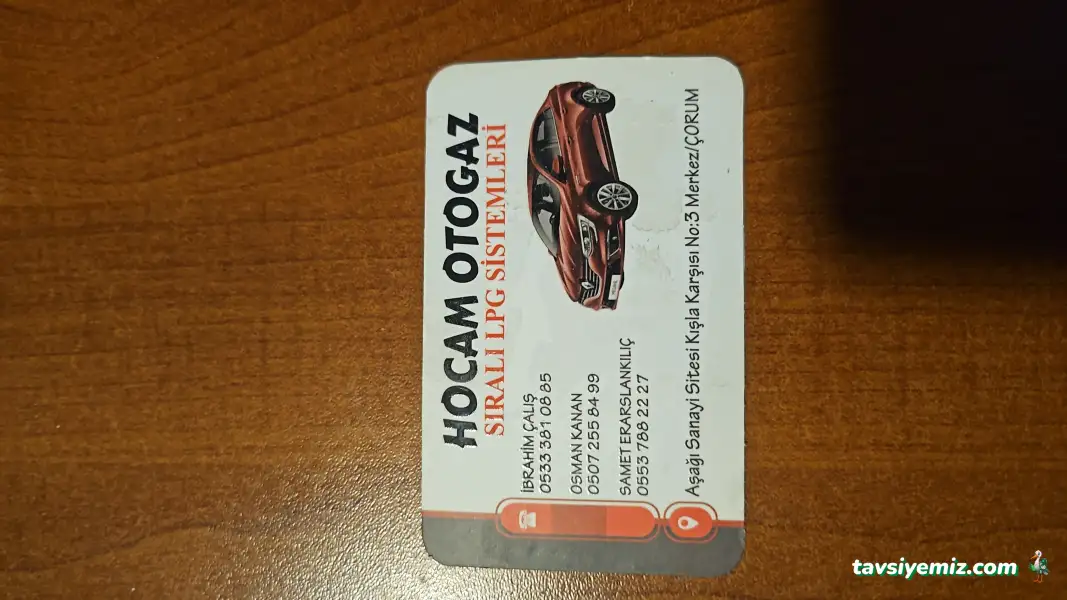 HOCAM OTOGAZ
SIRALI LPG SİSTEMLERİ
İBRAHİM ÇALIŞ
0533 381 08 85
OSMAN KANAN
0507 255 84 99
SAMET ERARSLANKILIÇ
0553 788 22 27
Aşağı Sanayi Sitesi Kışla Karşısı No:3 Merkez/ÇORUM
tavsiyemiz.com